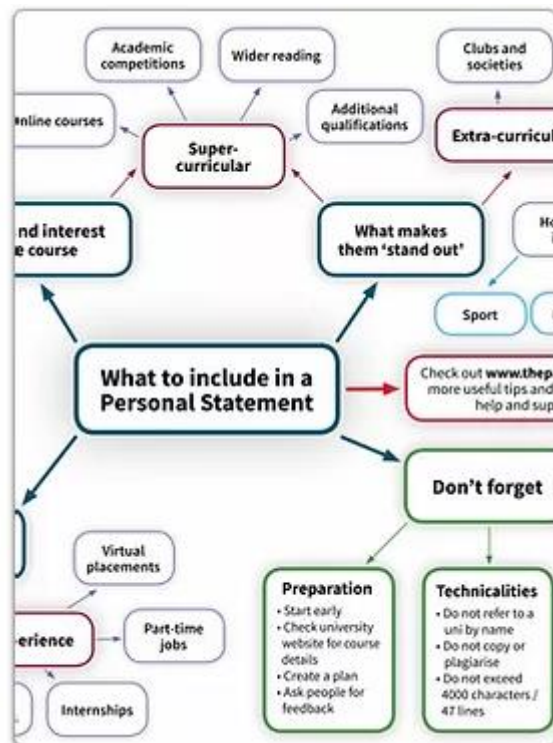 Academic
competitions
Wider reading
Clubs and
societies
Online courses
Super-
curricular
Additional
qualifications
Extra-curricul
and interest
e course
What makes
them ‘stand out’
Ho
Sport
What to include in a
Personal Statement
Check out www.thep
more useful tips and
help and sup
Don’t forget
Virtual
placements
erience
Part-time
jobs
Internships
Preparation
• Start early
• Check university
website for course
details
• Create a plan
• Ask people for
feedback
Technicalities
• Do not refer to a
uni by name
• Do not copy or
plagiarise
• Do not exceed
4000 characters /
47 lines